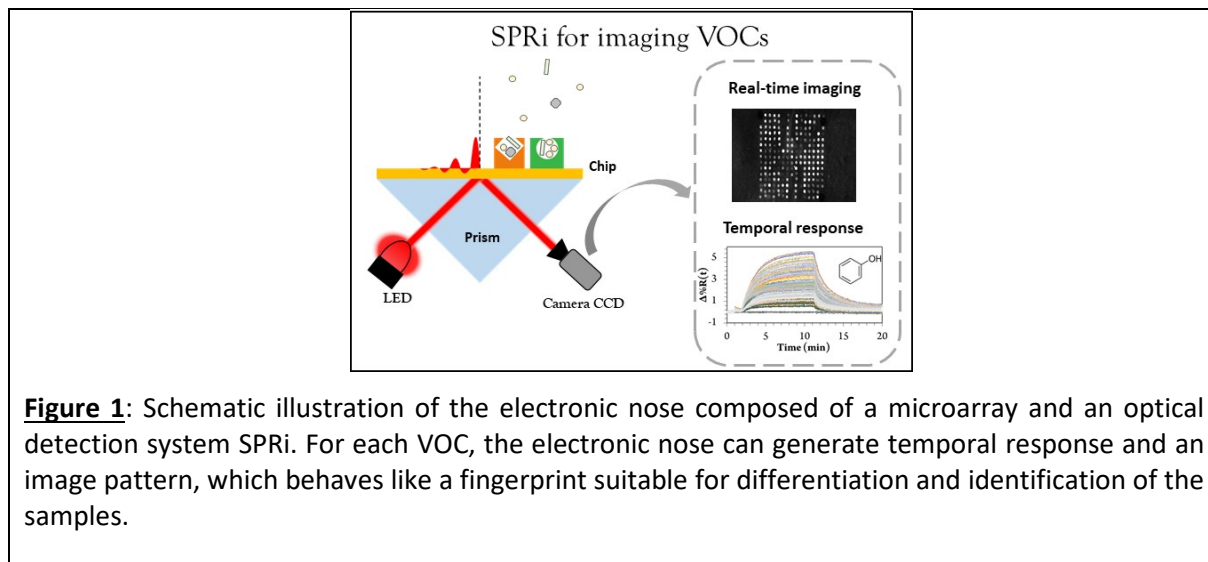 SPRi for imaging VOCs
Chip
Prism
LED
Camera CCD
Real-time imaging
Temporal response
Δ%R(t)
5
3
1
-1
0
5
10
15
20
Time (min)
OH
Figure 1: Schematic illustration of the electronic nose composed of a microarray and an optical
detection system SPRi. For each VOC, the electronic nose can generate temporal response and an
image pattern, which behaves like a fingerprint suitable for differentiation and identification of the
samples.